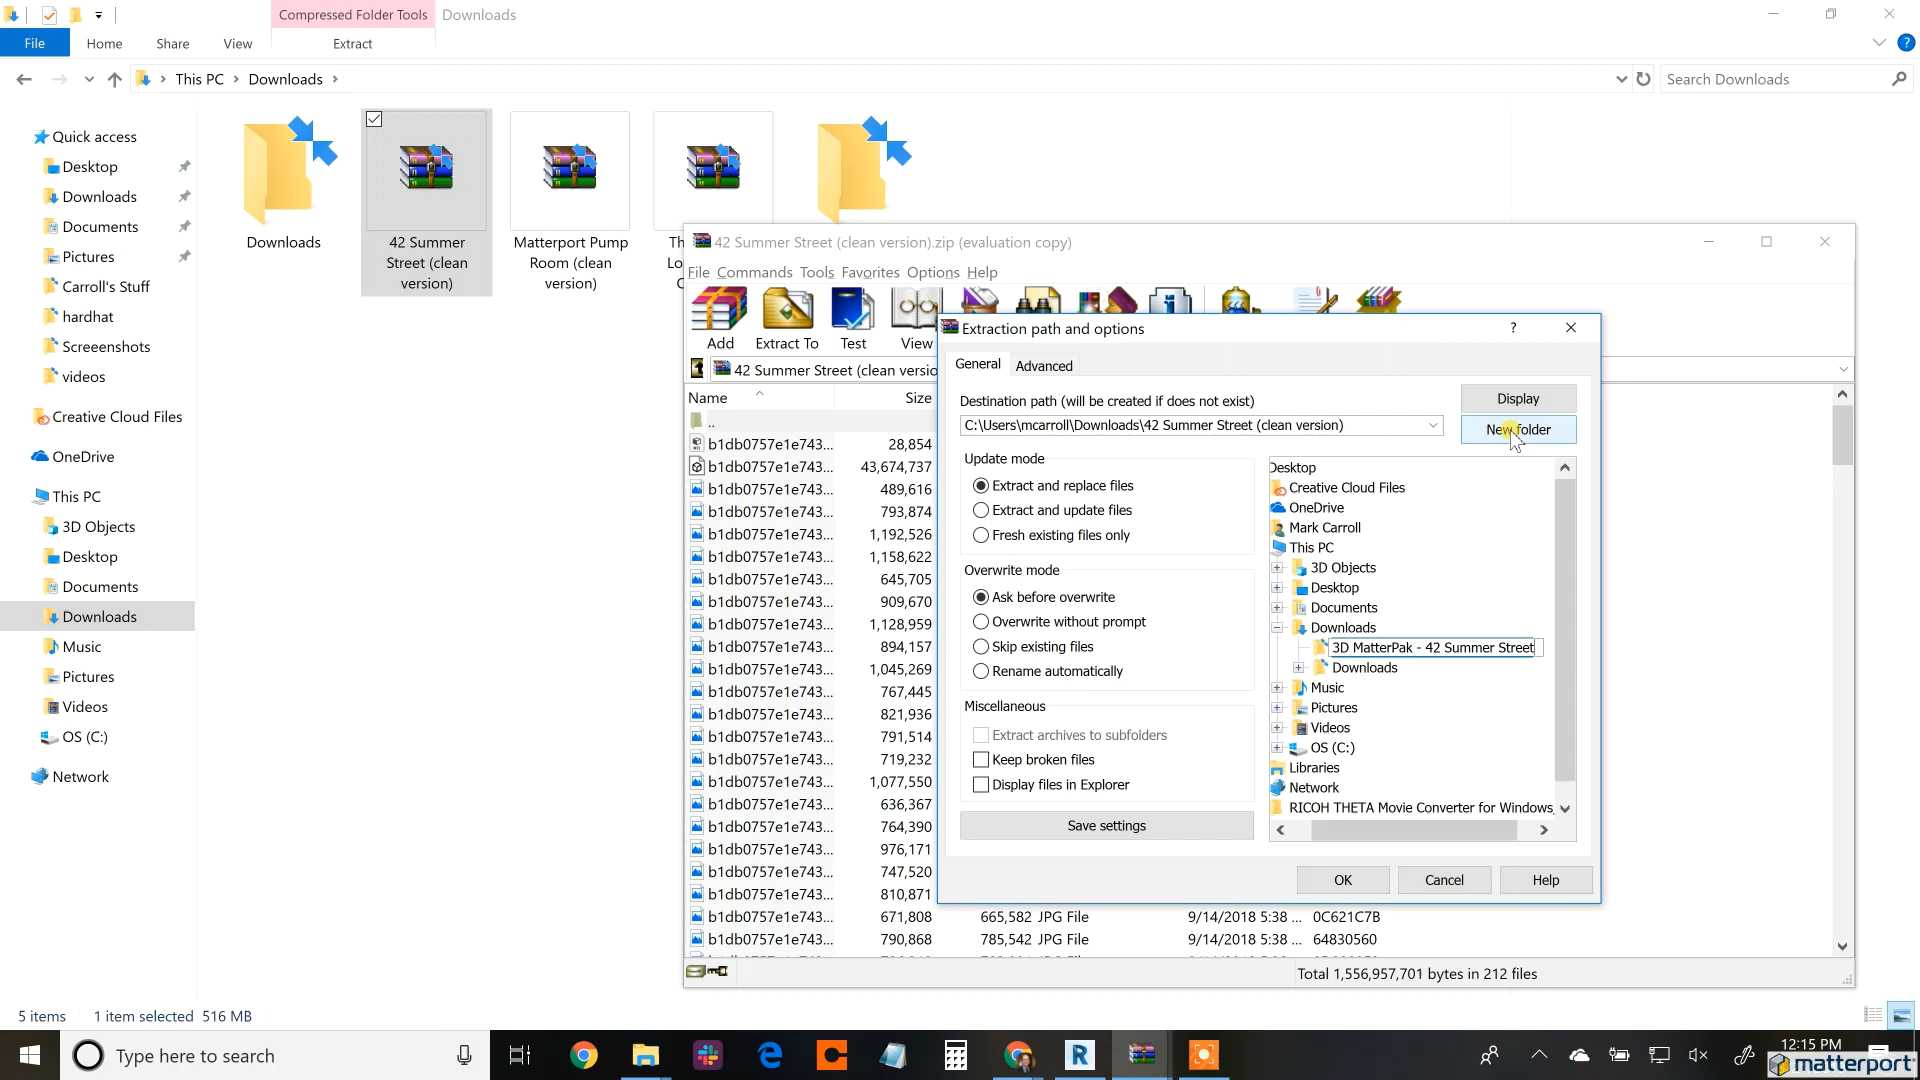 Compressed Folder Tools
Downloads
File
Home
Share
View
Extract
?
This PC
Downloads
Search Downloads
Quick access
Desktop
Downloads
Documents
Pictures
Carroll's Stuff
hardhat
Screeenshots
videos
Creative Cloud Files
OneDrive
This PC
3D Objects
Desktop
Documents
Downloads
Music
Pictures
Videos
OS (C:)
Network
Downloads
42 Summer
Street (clean
version)
Matterport Pump
Room (clean
version)
42 Summer Street (clean version).zip (evaluation copy)
File Commands Tools Favorites Options Help
Add
Extract To
Test
View
42 Summer Street (clean versio
Name
Size
..
b1db0757e1e743... 28,854
b1db0757e1e743... 43,674,737
b1db0757e1e743... 489,616
b1db0757e1e743... 793,874
b1db0757e1e743... 1,192,526
b1db0757e1e743... 1,158,622
b1db0757e1e743... 645,705
b1db0757e1e743... 909,670
b1db0757e1e743... 1,128,959
b1db0757e1e743... 894,157
b1db0757e1e743... 1,045,269
b1db0757e1e743... 767,445
b1db0757e1e743... 821,936
b1db0757e1e743... 791,514
b1db0757e1e743... 719,232
b1db0757e1e743... 1,077,550
b1db0757e1e743... 636,367
b1db0757e1e743... 764,390
b1db0757e1e743... 976,171
b1db0757e1e743... 747,520
b1db0757e1e743... 810,871
b1db0757e1e743... 671,808 665,582 JPG File 9/14/2018 5:38 ... 0C621C7B
b1db0757e1e743... 790,868 785,542 JPG File 9/14/2018 5:38 ... 64830560
Total 1,556,957,701 bytes in 212 files
Extraction path and options
?
General
Advanced
Destination path (will be created if does not exist)
C:\Users\mcarroll\Downloads\42 Summer Street (clean version)
Display
New folder
Update mode
Extract and replace files
Extract and update files
Fresh existing files only
Overwrite mode
Ask before overwrite
Overwrite without prompt
Skip existing files
Rename automatically
Miscellaneous
Extract archives to subfolders
Keep broken files
Display files in Explorer
Save settings
Desktop
Creative Cloud Files
OneDrive
Mark Carroll
This PC
3D Objects
Desktop
Documents
Downloads
3D MatterPak - 42 Summer Street
Downloads
Music
Pictures
Videos
OS (C:)
Libraries
Network
RICOH THETA Movie Converter for Windows
OK
Cancel
Help
5 items
1 item selected 516 MB
Type here to search
12:15 PM
matterport